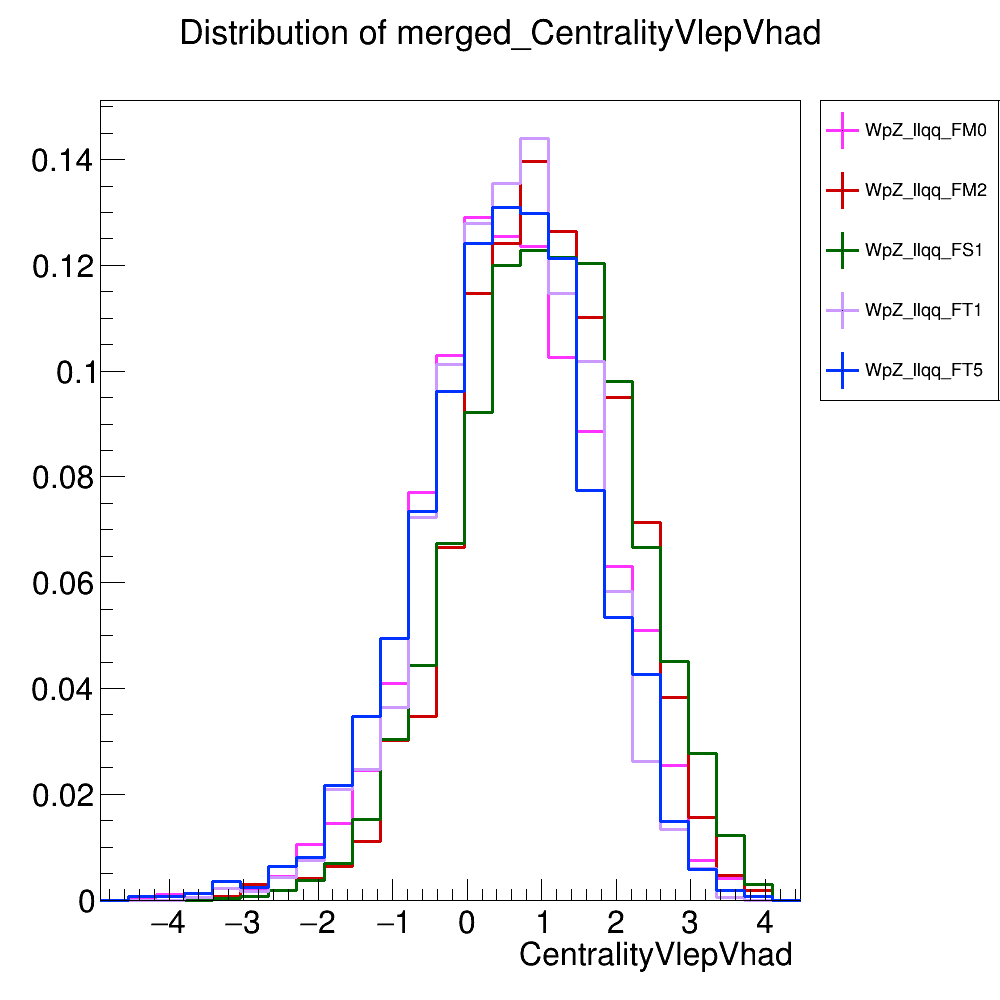 Distribution of merged_CentralityVlepVhad
0.14
0.12
0.1
0.08
0.06
0.04
0.02
0
−4 −3 −2 −1 0 1 2 3 4
CentralityVlepVhad
WpZ_llqq_FM0
WpZ_llqq_FM2
WpZ_llqq_FS1
WpZ_llqq_FT1
WpZ_llqq_FT5